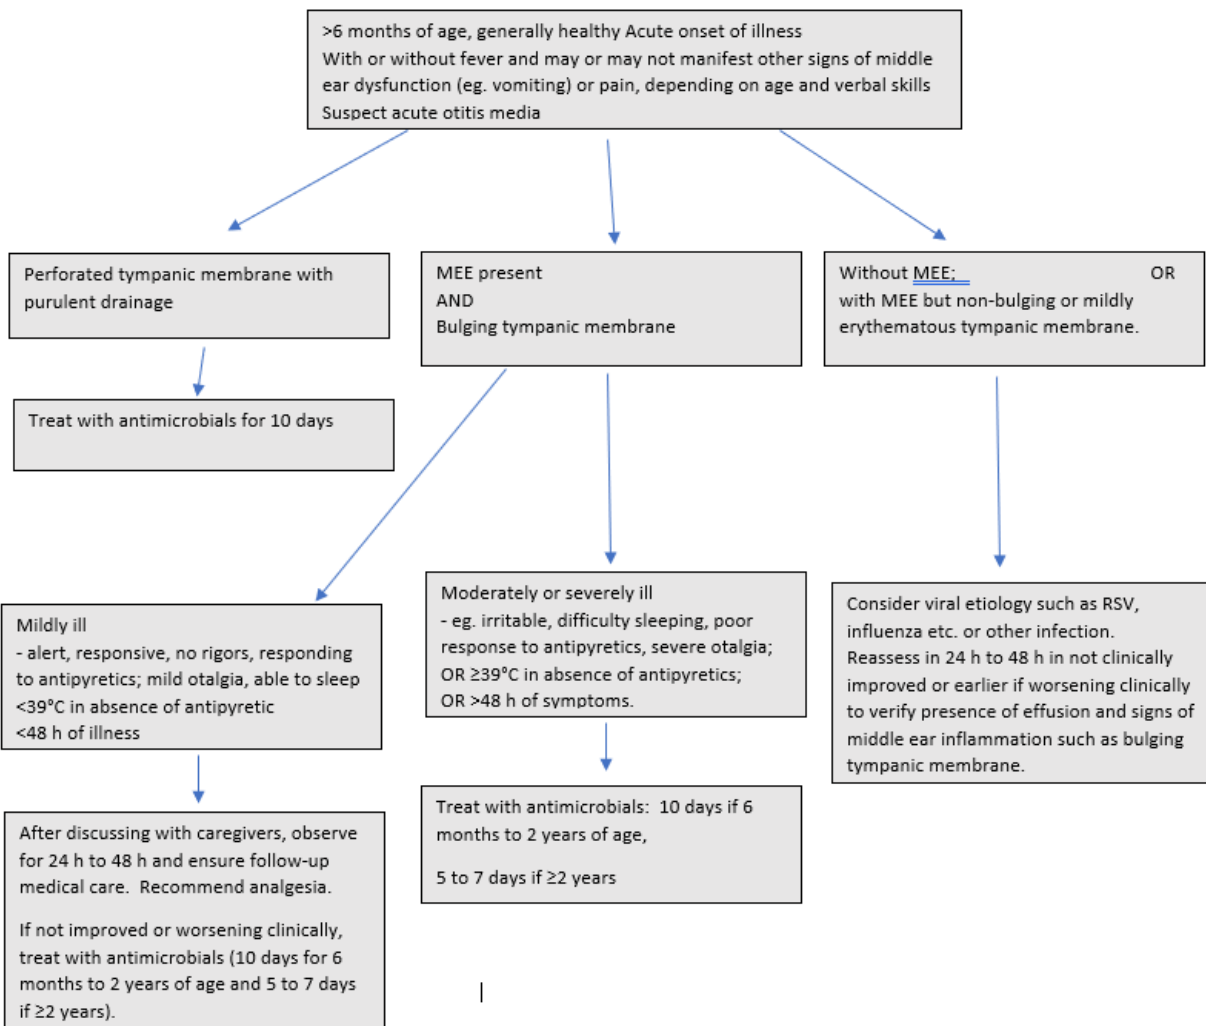 >6 months of age, generally healthy Acute onset of illness
With or without fever and may or may not manifest other signs of middle
ear dysfunction (eg. vomiting) or pain, depending on age and verbal skills
Suspect acute otitis media
Perforated tympanic membrane with
purulent drainage
MEE present
AND
Bulging tympanic membrane
Without MEE; OR
with MEE but non-bulging or mildly
erythematous tympanic membrane.
Treat with antimicrobials for 10 days
Mildly ill
- alert, responsive, no rigors, responding
to antipyretics; mild otalgia, able to sleep
<39°C in absence of antipyretic
<48 h of illness
Moderately or severely ill
- eg. irritable, difficulty sleeping, poor
response to antipyretics, severe otalgia;
OR ≥39°C in absence of antipyretics;
OR >48 h of symptoms.
Consider viral etiology such as RSV,
influenza etc. or other infection.
Reassess in 24 h to 48 h in not clinically
improved or earlier if worsening clinically
to verify presence of effusion and signs of
middle ear inflammation such as bulging
tympanic membrane.
After discussing with caregivers, observe
for 24 h to 48 h and ensure follow-up
medical care. Recommend analgesia.
If not improved or worsening clinically,
treat with antimicrobials (10 days for 6
months to 2 years of age and 5 to 7 days
if ≥2 years).
Treat with antimicrobials: 10 days if 6
months to 2 years of age,
5 to 7 days if ≥2 years